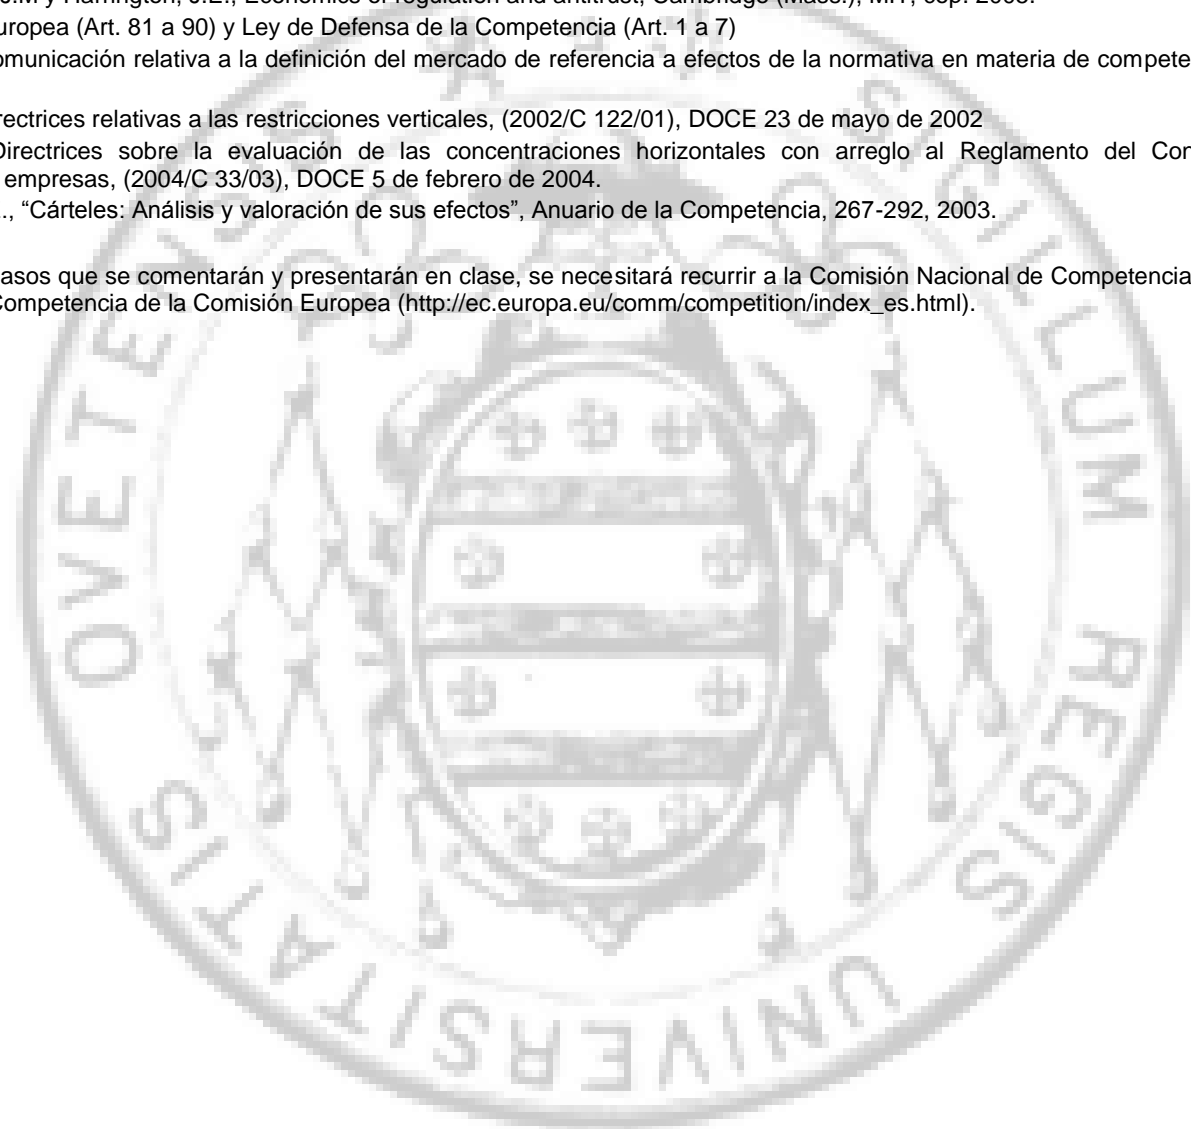 J.M y Harrington, J.E., Economics of regulation and antitrust, Cambridge (Mass.), MIT, esp.
uropea (Art. 81 a 90) y Ley de Defensa de la Competencia (Art. 1 a 7)
omunicación relativa a la definición del mercado de referencia a efectos de la normativa en materia de compete
rectrices relativas a las restricciones verticales, (2002/C 122/01), DOCE 23 de mayo de 2002
Directrices sobre la evaluación de las concentraciones horizontales con arreglo al Reglamento del Con
empresas, (2004/C 33/03), DOCE 5 de febrero de 2004.
., “Cárteles: Análisis y valoración de sus efectos”, Anuario de la Competencia, 267-292, 2003.
asos que se comentarán y presentarán en clase, se necesitará recurrir a la Comisión Nacional de Competencia
Competencia de la Comisión Europea (http://ec.europa.eu/comm/competition/index_es.html).
SIGILLUM REGIS UNIVERSITATIS OVETENSIS